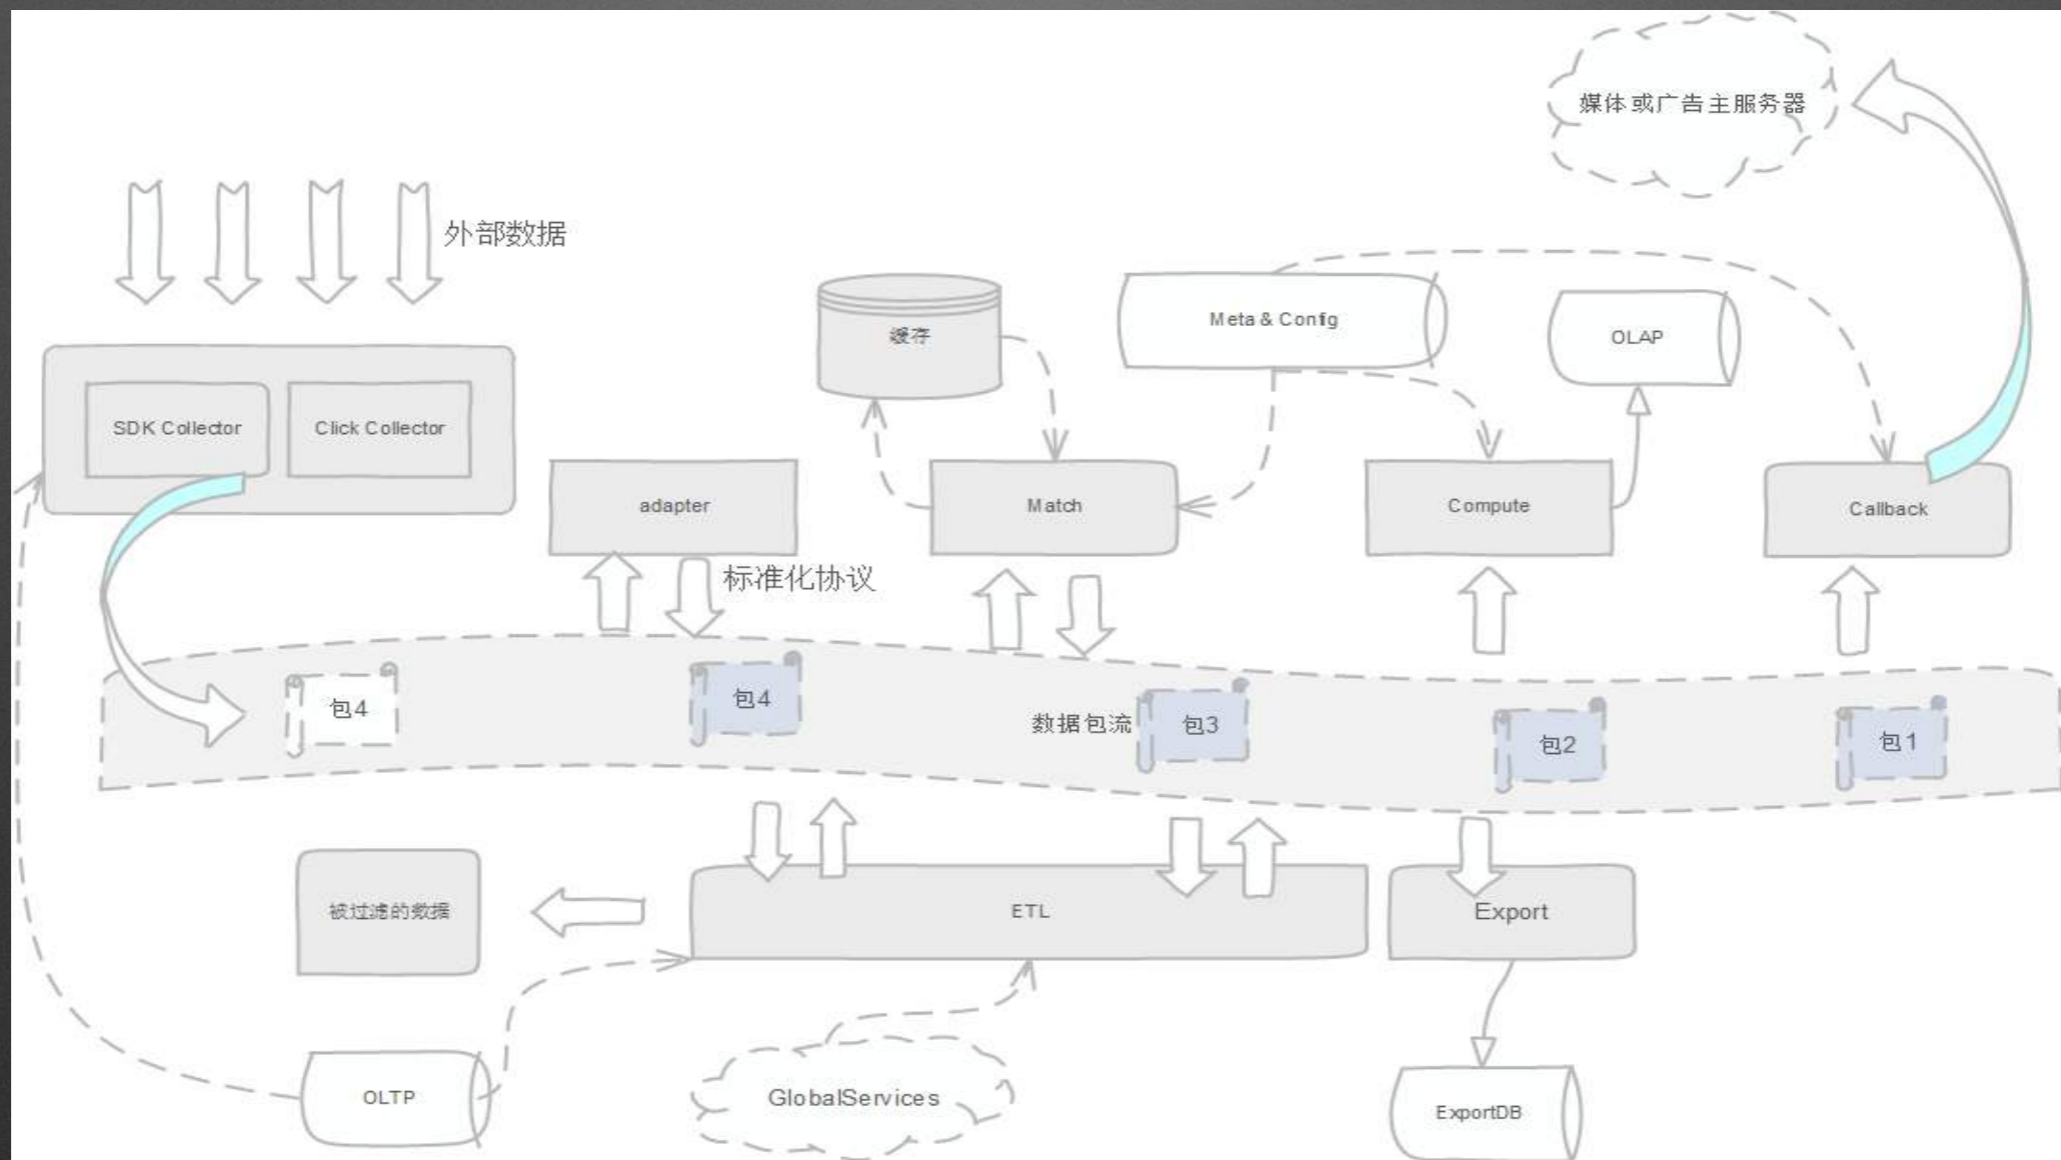 媒体或广告主服务器
外部数据
Meta & Config
缓存
OLAP
SDK Collector
Click Collector
adapter
Match
Compute
Callback
标准化协议
包4
包4
数据包流
包3
包2
包1
被过滤的数据
ETL
Export
OLTP
GlobalServices
ExportDB